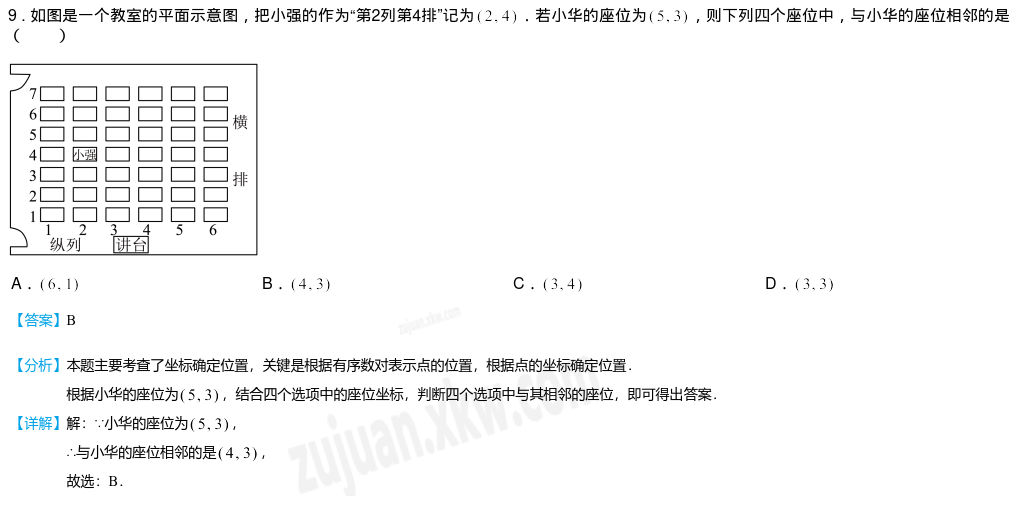 9．如图是一个教室的平面示意图，把小强的作为“第2列第4排”记为(2,4)．若小华的座位为(5,3)，则下列四个座位中，与小华的座位相邻的是
（　　）
7
6
横
5
4 小强
3
排
2
1
1 2 3 4 5 6
纵列 讲台
A．(6,1) B．(4,3) C．(3,4) D．(3,3)
【答案】B
【分析】本题主要考查了坐标确定位置，关键是根据有序数对表示点的位置，根据点的坐标确定位置．
根据小华的座位为(5,3)，结合四个选项中的座位坐标，判断四个选项中与其相邻的座位，即可得出答案．
【详解】解：∵小华的座位为(5,3)，
∴与小华的座位相邻的是(4,3)，
故选：B．
zujuan.xkw.com
zujuan.xkw.com